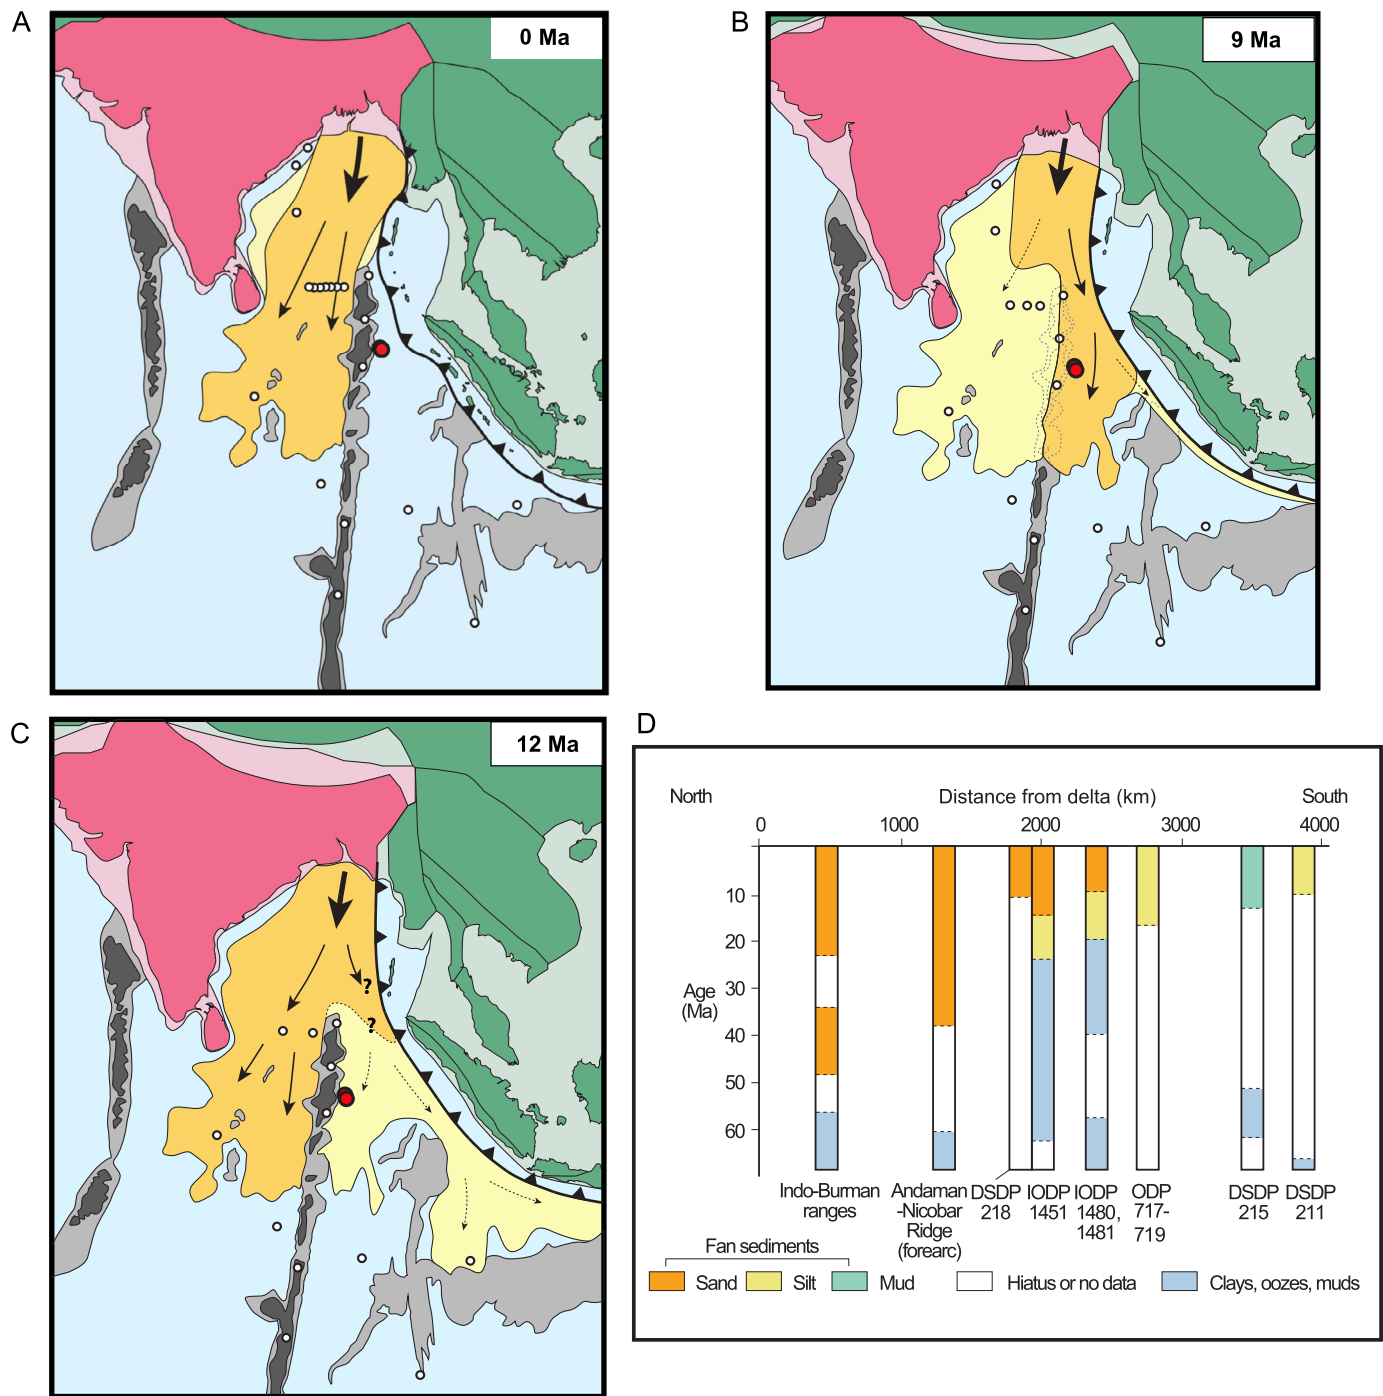 A
0 Ma
B
9 Ma
C
12 Ma
?
?
D
North
Distance from delta (km)
South
0
1000
2000
3000
4000
10
20
30
40
50
60
Age
(Ma)
Indo-Burman
ranges
Andaman
-Nicobar
Ridge
(forearc)
DSDP
218
IODP
1451
IODP
1480,
1481
ODP
717-
719
DSDP
215
DSDP
211
Fan sediments
Sand
Silt
Mud
Hiatus or no data
Clays, oozes, muds